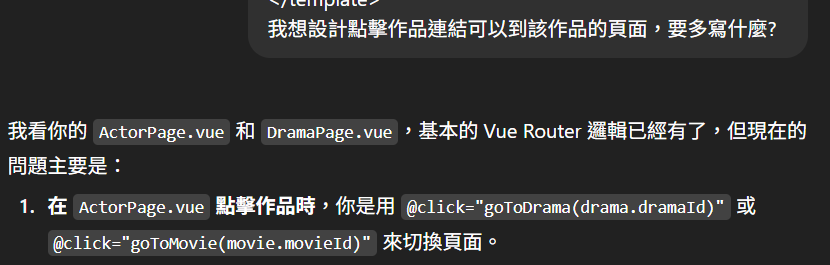 </template>
我想設計點擊作品連結可以到該作品的頁面，要多寫什麼?
我看你的 ActorPage.vue 和 DramaPage.vue，基本的 Vue Router 邏輯已經有了，但現在的
問題主要是：
1. 在 ActorPage.vue 點擊作品時，你是用 @click="goToDrama(drama.dramaId)" 或
@click="goToMovie(movie.movieId)" 來切換頁面。